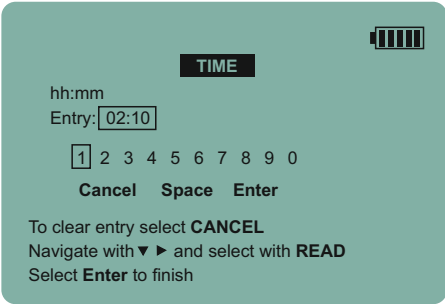 TIME
hh:mm
Entry: 02:10
1 2 3 4 5 6 7 8 9 0
Cancel Space Enter
To clear entry select CANCEL
Navigate with ▼ ► and select with READ
Select Enter to finish